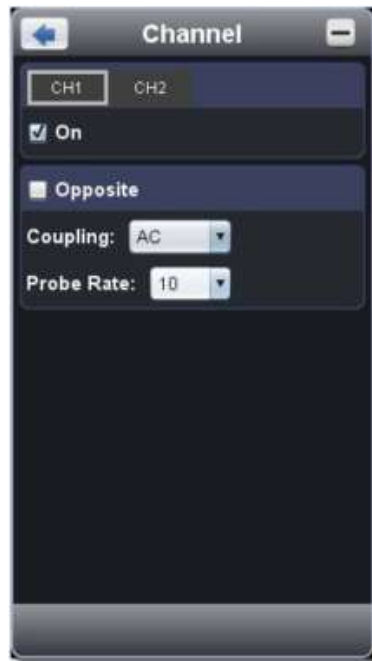 Channel
CH1 CH2
On
Opposite
Coupling: AC
Probe Rate: 10